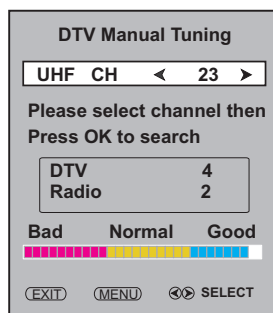 DTV Manual Tuning
UHF CH 23
Please select channel then
Press OK to search
DTV 4
Radio 2
Bad Normal Good
EXIT MENU SELECT